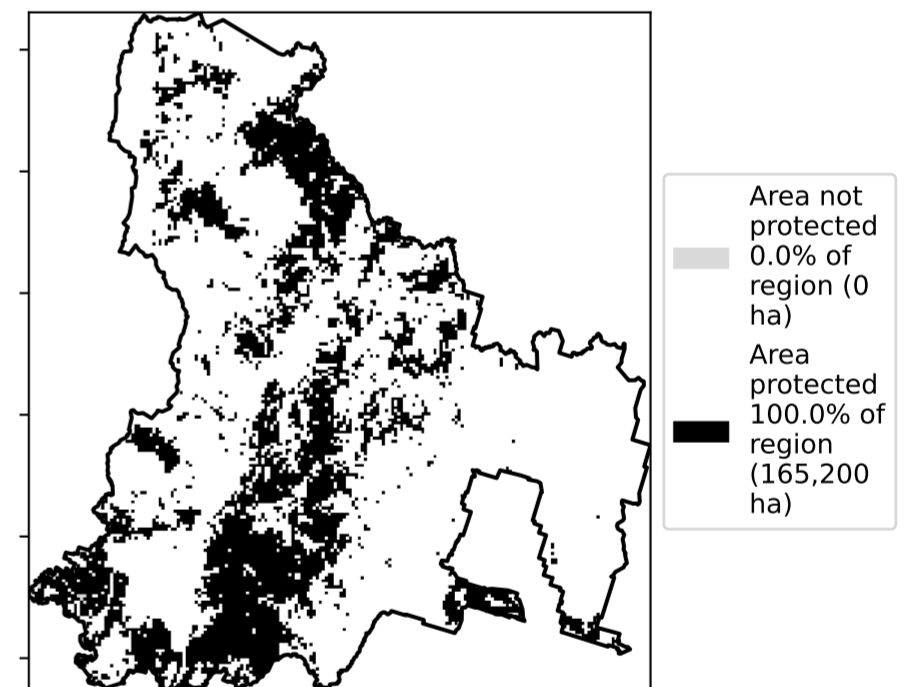 Area not
protected
0.0% of
region (0
ha)
Area
protected
100.0% of
region
(165,200
ha)